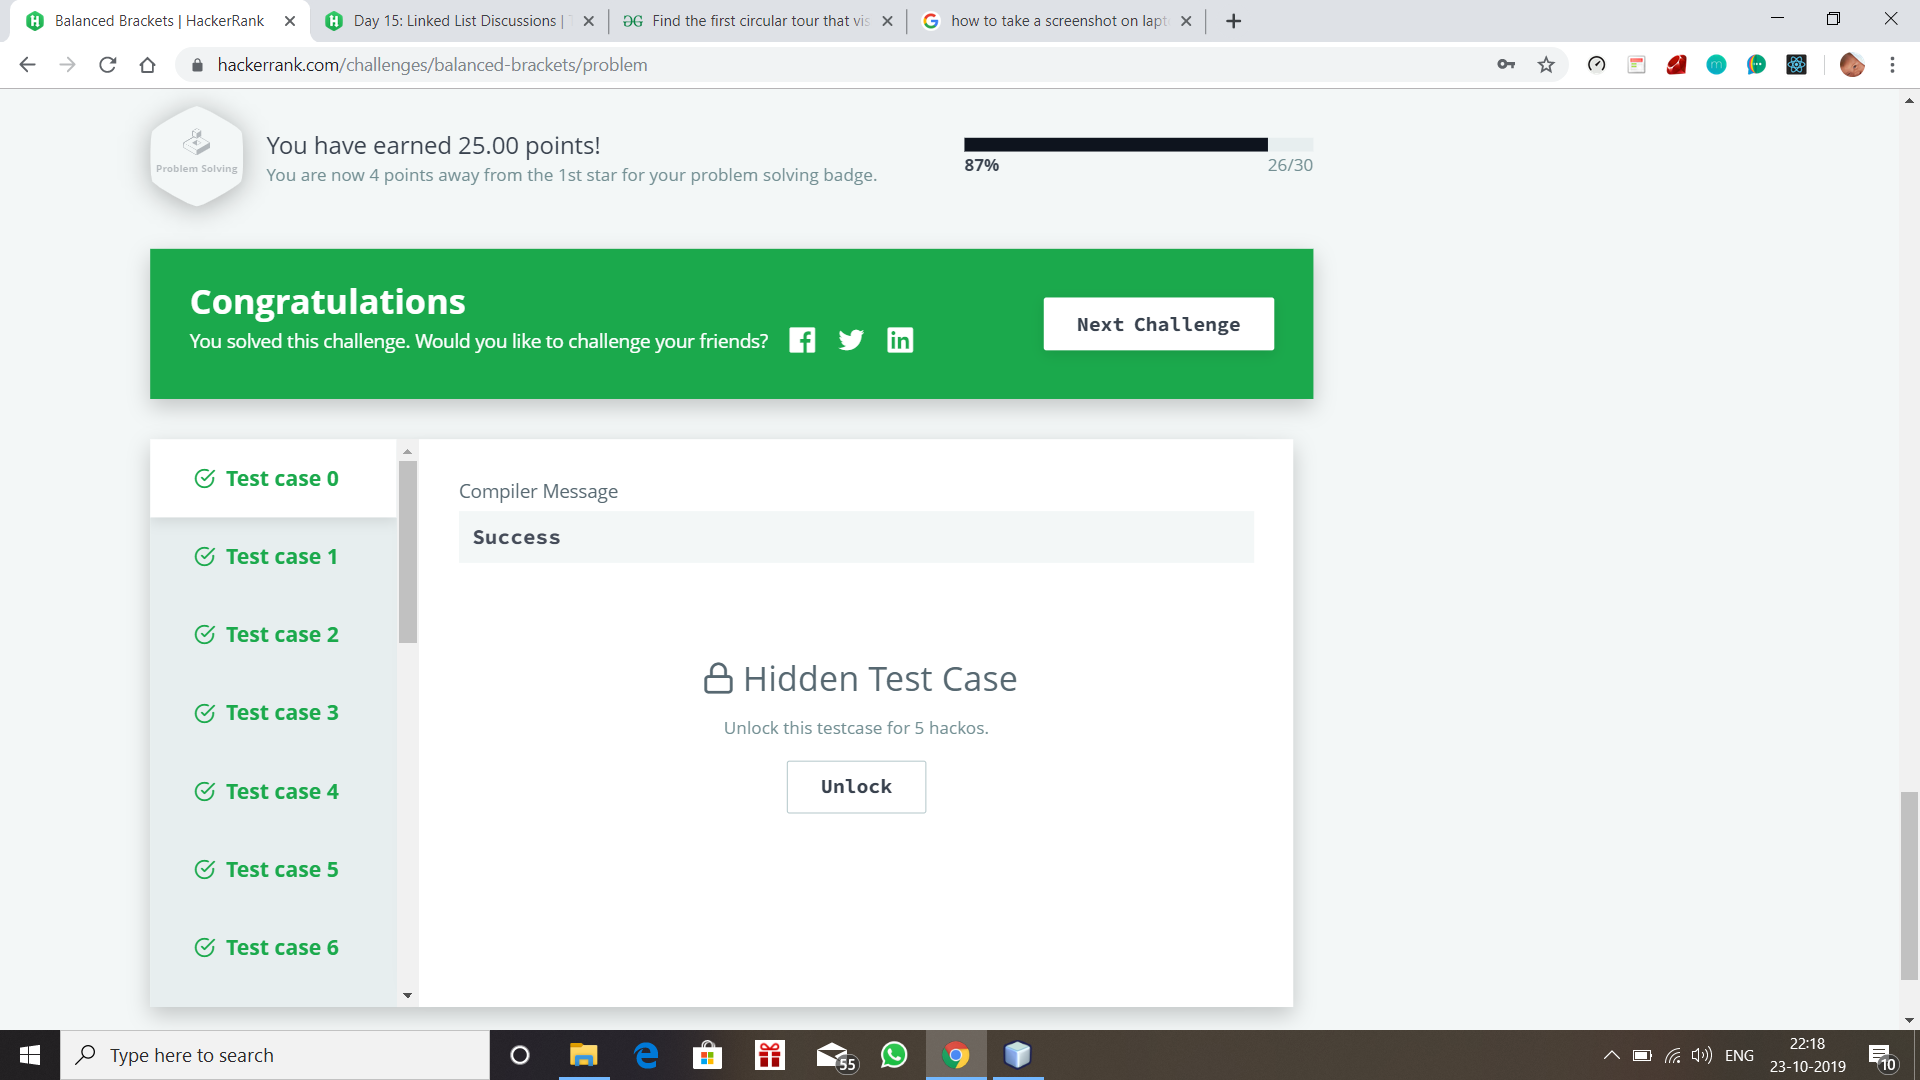 Balanced Brackets | HackerRank
Day 15: Linked List Discussions |
Find the first circular tour that vis
how to take a screenshot on lapt
hackerrank.com/challenges/balanced-brackets/problem
Problem Solving
You have earned 25.00 points!
You are now 4 points away from the 1st star for your problem solving badge.
87%
26/30
Congratulations
You solved this challenge. Would you like to challenge your friends?
Next Challenge
Test case 0
Test case 1
Test case 2
Test case 3
Test case 4
Test case 5
Test case 6
Compiler Message
Success
Hidden Test Case
Unlock this testcase for 5 hackos.
Unlock
Type here to search
55
ENG
22:18
23-10-2019
10